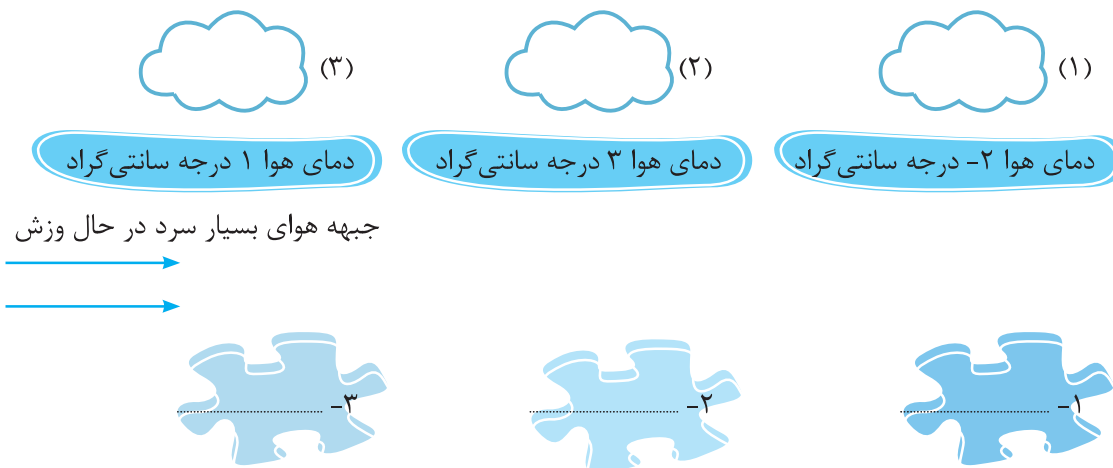 (۱)
(۲)
(۳)
دمای هوا ۲- درجه سانتی‌گراد
دمای هوا ۳ درجه سانتی‌گراد
دمای هوا ۱ درجه سانتی‌گراد
جبهه هوای بسیار سرد در حال وزش
۱- ........................................
۲- ........................................
۳- ........................................